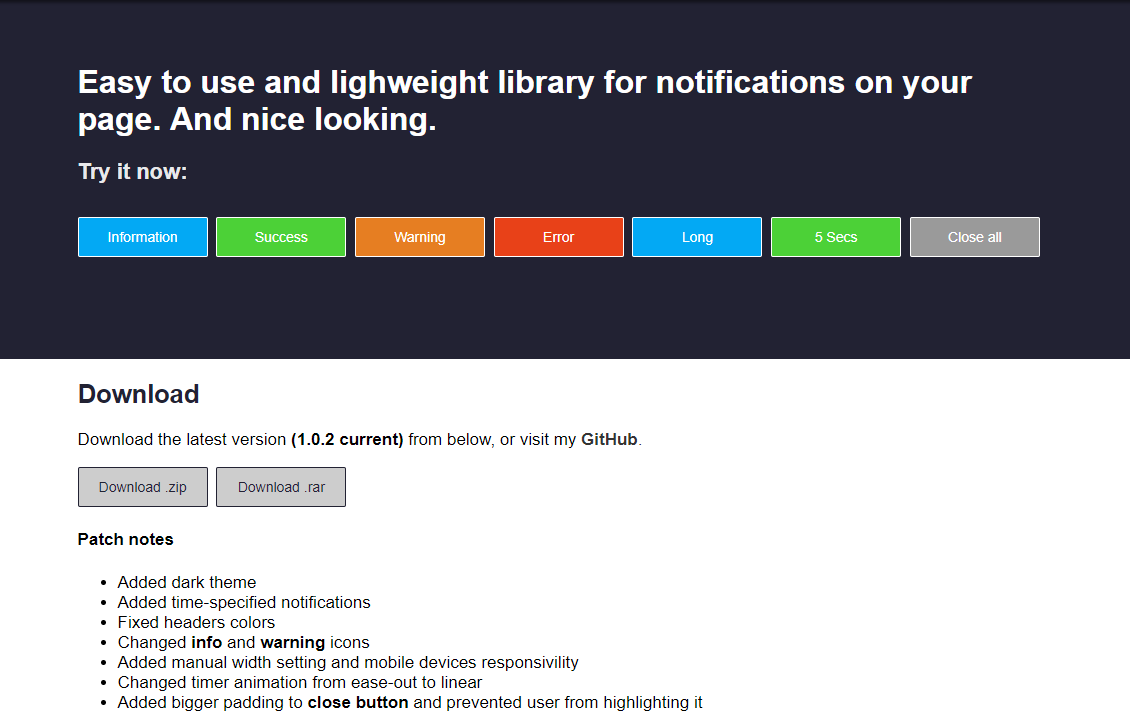 Easy to use and lighweight library for notifications on your
page. And nice looking.
Try it now:
Information Success Warning Error Long 5 Secs Close all
Download
Download the latest version (1.0.2 current) from below, or visit my GitHub.
Download .zip Download .rar
Patch notes
• Added dark theme
• Added time-specified notifications
• Fixed headers colors
• Changed info and warning icons
• Added manual width setting and mobile devices responsivility
• Changed timer animation from ease-out to linear
• Added bigger padding to close button and prevented user from highlighting it